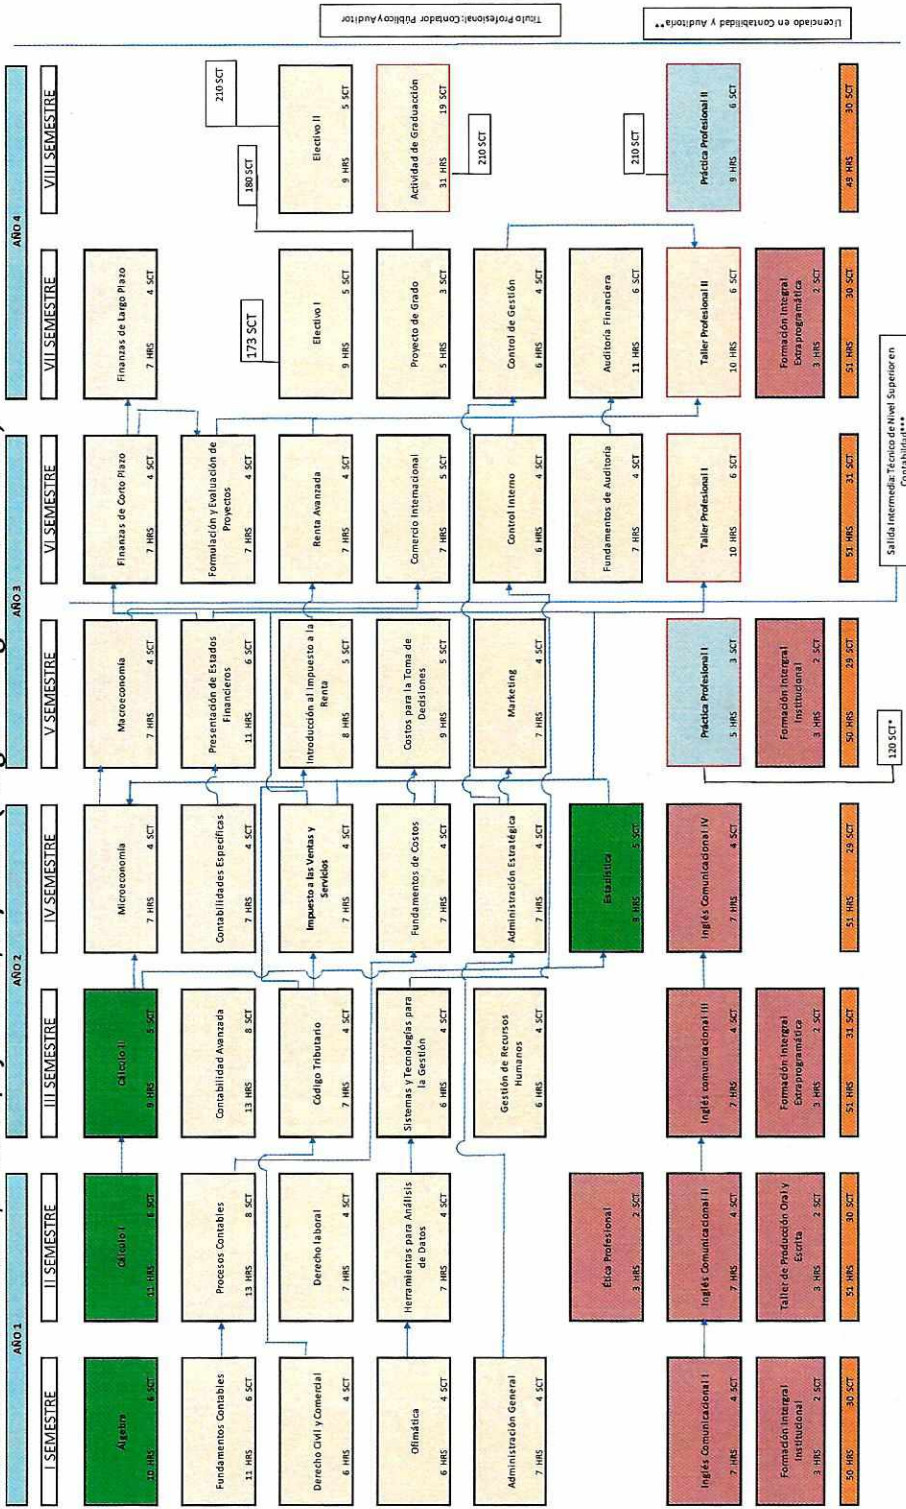 AÑO 1
AÑO 2
AÑO 3
AÑO 4
I SEMESTRE
II SEMESTRE
III SEMESTRE
IV SEMESTRE
V SEMESTRE
VI SEMESTRE
VII SEMESTRE
VIII SEMESTRE
Álgebra
10 HRS 6 SCT
Fundamentos Contables
11 HRS 6 SCT
Derecho Civil y Comercial
6 HRS 4 SCT
Ofimática
6 HRS 4 SCT
Administración General
7 HRS 4 SCT
Inglés Comunicacional I
7 HRS 4 SCT
Formación Intergral
Institucional
3 HRS 2 SCT
50 HRS 30 SCT
Cálculo I
11 HRS 6 SCT
Procesos Contables
13 HRS 8 SCT
Derecho laboral
7 HRS 4 SCT
Herramientas para Análisis
de Datos
7 HRS 4 SCT
Ética Profesional
3 HRS 2 SCT
Inglés Comunicacional II
7 HRS 4 SCT
Taller de Producción Oral y
Escrita
3 HRS 2 SCT
51 HRS 30 SCT
Cálculo II
9 HRS 5 SCT
Contabilidad Avanzada
13 HRS 8 SCT
Código Tributario
7 HRS 4 SCT
Sistemas y Tecnologías para
la Gestión
6 HRS 4 SCT
Gestión de Recursos
Humanos
6 HRS 4 SCT
Inglés comunicacional III
7 HRS 4 SCT
Formación Intergral
Extraprogramática
3 HRS 2 SCT
51 HRS 31 SCT
Microeconomía
7 HRS 4 SCT
Contabilidades Específicas
7 HRS 4 SCT
Impuesto a las Ventas y
Servicios
7 HRS 4 SCT
Fundamentos de Costos
7 HRS 4 SCT
Administración Estratégica
7 HRS 4 SCT
Estadística
HRS 5 SCT
Inglés Comunicacional IV
7 HRS 4 SCT
51 HRS 29 SCT
Macroeconomía
7 HRS 4 SCT
Presentación de Estados
Financieros
11 HRS 6 SCT
Introducción al Impuesto a la
Renta
8 HRS 5 SCT
Costos para la Toma de
Decisiones
9 HRS 5 SCT
Marketing
7 HRS 4 SCT
Práctica Profesional I
5 HRS 3 SCT
Formación Intergral
Institucional
3 HRS 2 SCT
50 HRS 29 SCT
120 SCT*
Finanzas de Corto Plazo
7 HRS 4 SCT
Formulación y Evaluación de
Proyectos
7 HRS 4 SCT
Renta Avanzada
7 HRS 4 SCT
Comercio Internacional
7 HRS 5 SCT
Control Interno
6 HRS 4 SCT
Fundamentos de Auditoría
7 HRS 4 SCT
Taller Profesional I
10 HRS 6 SCT
51 HRS 31 SCT
Salida Intermedia: Técnico de Nivel Superior en
Contabilidad***
Finanzas de Largo Plazo
7 HRS 4 SCT
173 SCT
Electivo I
9 HRS 5 SCT
Proyecto de Grado
5 HRS 3 SCT
180 SCT
Control de Gestión
6 HRS 4 SCT
Auditoría Financiera
11 HRS 6 SCT
Taller Profesional II
10 HRS 6 SCT
Formación Integral
Extraprogramática
3 HRS 2 SCT
51 HRS 30 SCT
210 SCT
Electivo II
9 HRS 5 SCT
Actividad de Graduacción
31 HRS 19 SCT
210 SCT
210 SCT
Práctica Profesional II
9 HRS 6 SCT
49 HRS 30 SCT
Título Profesional: Contador Público y Auditor
Licenciado en Contabilidad y Auditoría**